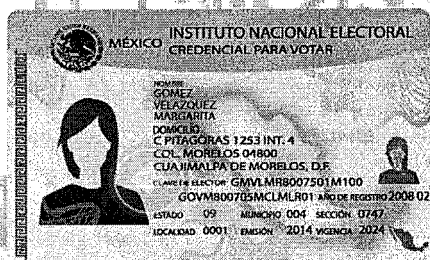 MÉXICO INSTITUTO NACIONAL ELECTORAL
CREDENCIAL PARA VOTAR
NOMBRE
GOMEZ
VELAZQUEZ
MARGARITA
DOMICILIO
C PITAGORAS 1253 INT. 4
COL. MORELOS 04800
CUAJIMALPA DE MORELOS, D.F.
CLAVE DE ELECTOR GMVLMR8007501M100
GOVM800705MCLMLR01 AÑO DE REGISTRO 2008 02
ESTADO 09 MUNICIPIO 004 SECCIÓN 0747
LOCALIDAD 0001 EMISIÓN 2014 VIGENCIA 2024